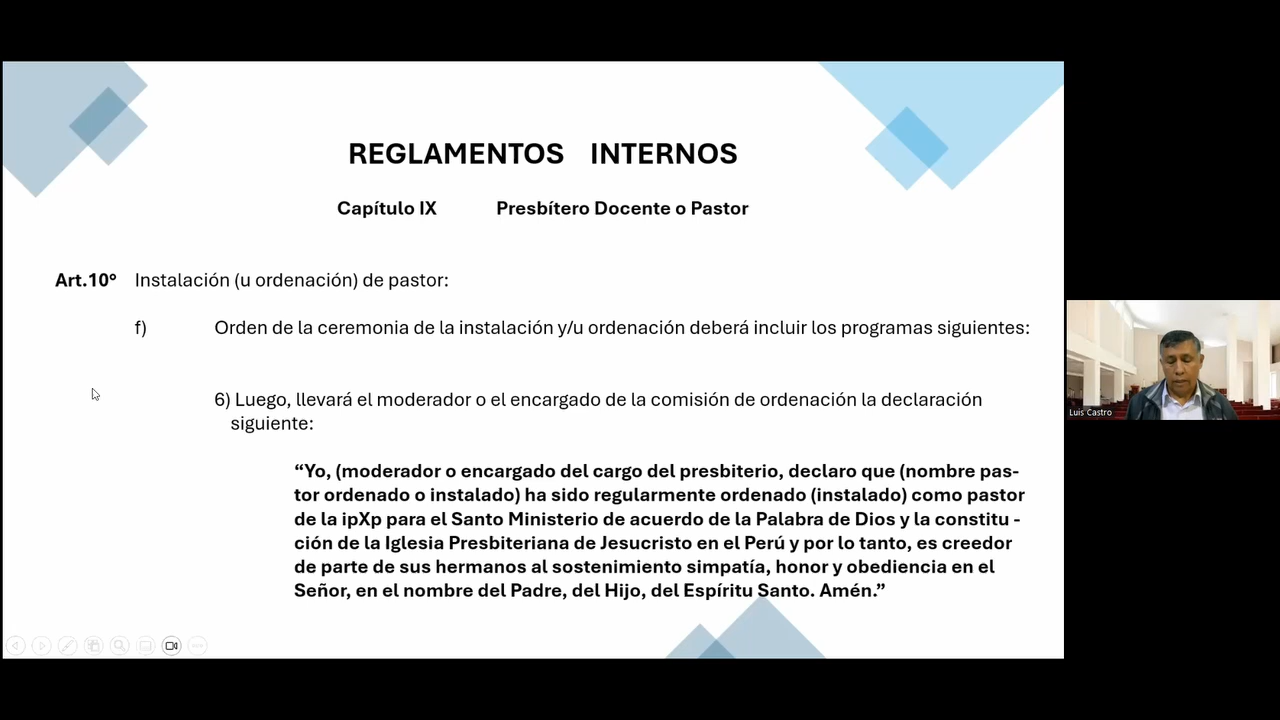 REGLAMENTOS INTERNOS
Capítulo IX Presbítero Docente o Pastor
Art.10° Instalación (u ordenación) de pastor:
f) Orden de la ceremonia de la instalación y/u ordenación deberá incluir los programas siguientes:
6) Luego, llevará el moderador o el encargado de la comisión de ordenación la declaración
siguiente:
“Yo, (moderador o encargado del cargo del presbiterio, declaro que (nombre pas-
tor ordenado o instalado) ha sido regularmente ordenado (instalado) como pastor
de la ipXp para el Santo Ministerio de acuerdo de la Palabra de Dios y la constitu -
ción de la Iglesia Presbiteriana de Jesucristo en el Perú y por lo tanto, es creedor
de parte de sus hermanos al sostenimiento simpatía, honor y obediencia en el
Señor, en el nombre del Padre, del Hijo, del Espíritu Santo. Amén.”
Luis Castro